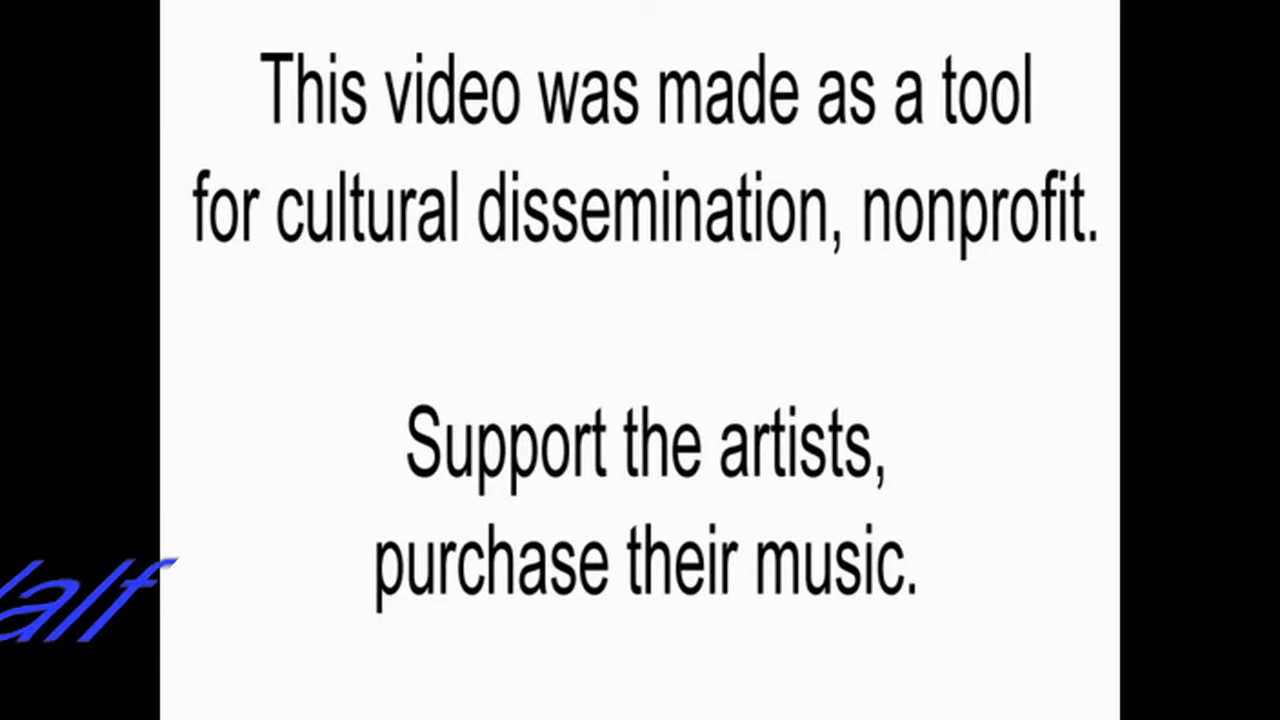 This video was made as a tool
for cultural dissemination, nonprofit.
Support the artists,
purchase their music.